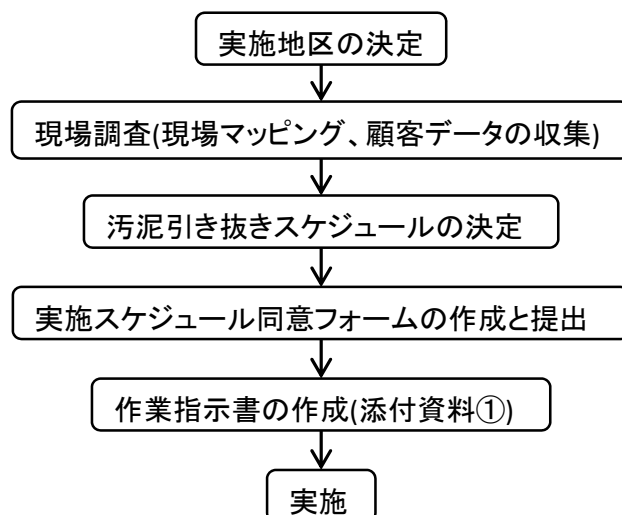 実施地区の決定
現場調査(現場マッピング、顧客データの収集)
汚泥引き抜きスケジュールの決定
実施スケジュール同意フォームの作成と提出
作業指示書の作成(添付資料①)
実施